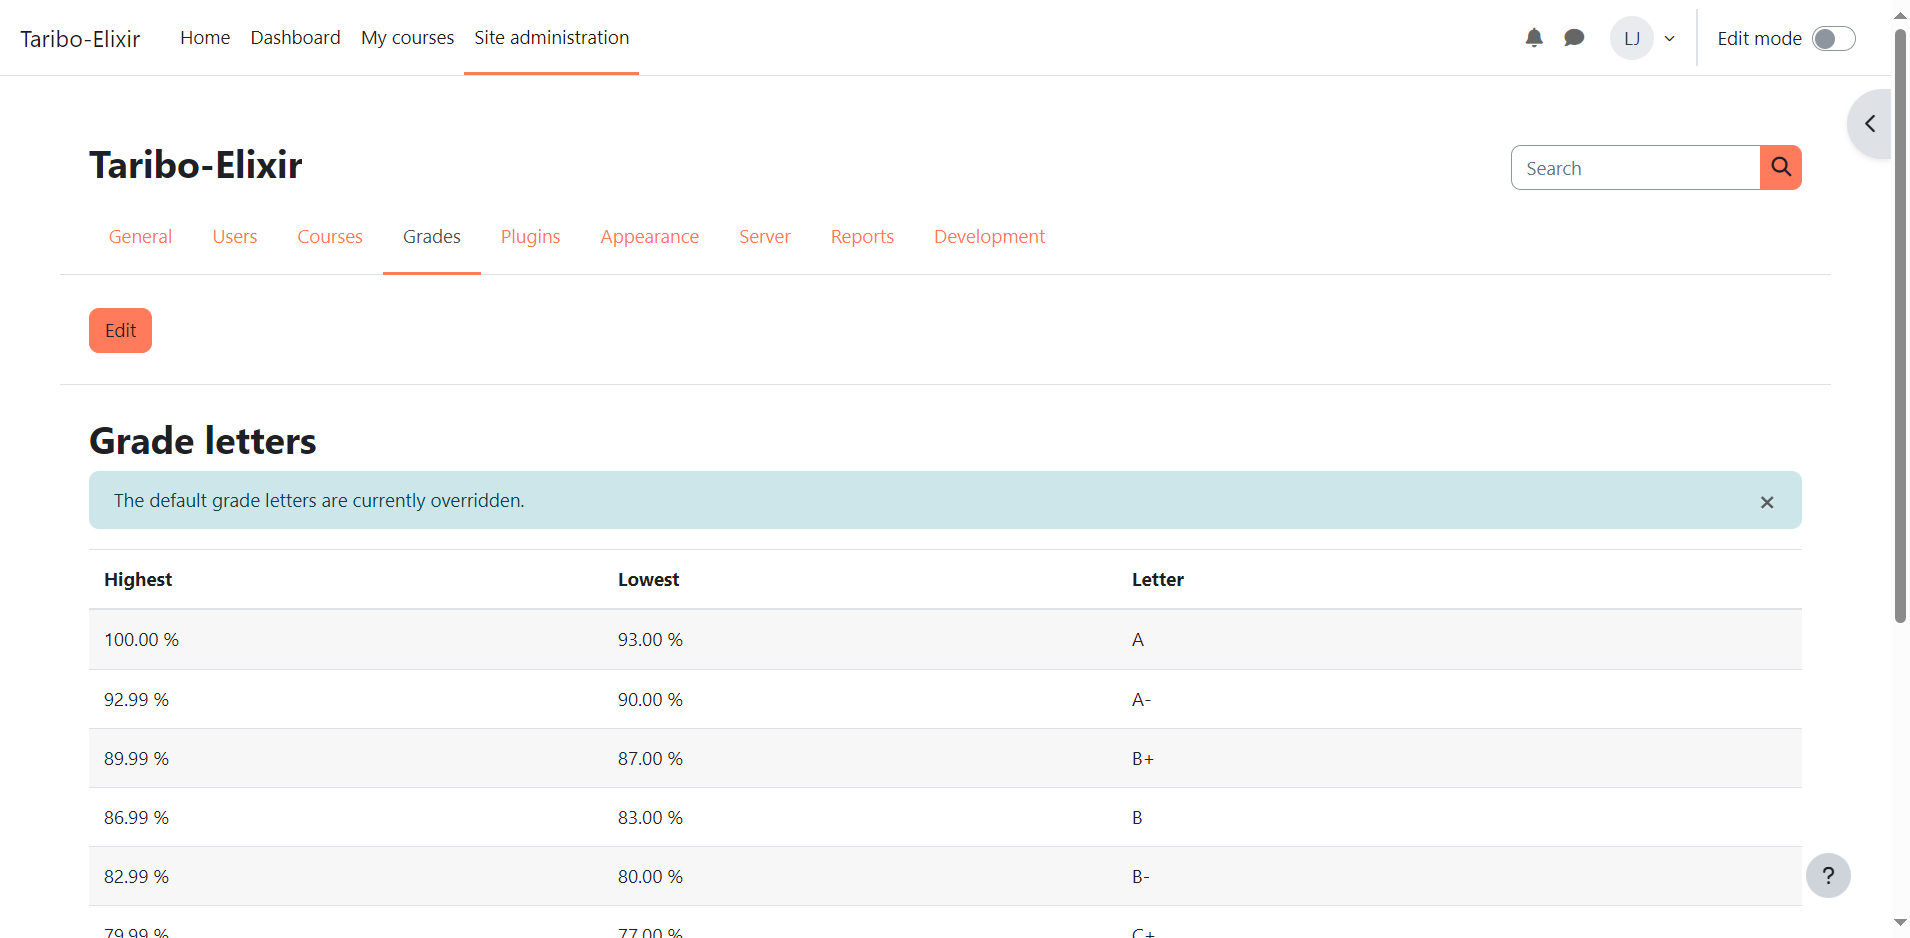 Taribo-Elixir Home Dashboard My courses Site administration LJ Edit mode
Taribo-Elixir
Search
General Users Courses Grades Plugins Appearance Server Reports Development
Edit
Grade letters
The default grade letters are currently overridden.
Highest Lowest Letter
100.00 % 93.00 % A
92.99 % 90.00 % A-
89.99 % 87.00 % B+
86.99 % 83.00 % B
82.99 % 80.00 % B-
?
79.99 % 77.00 % C+